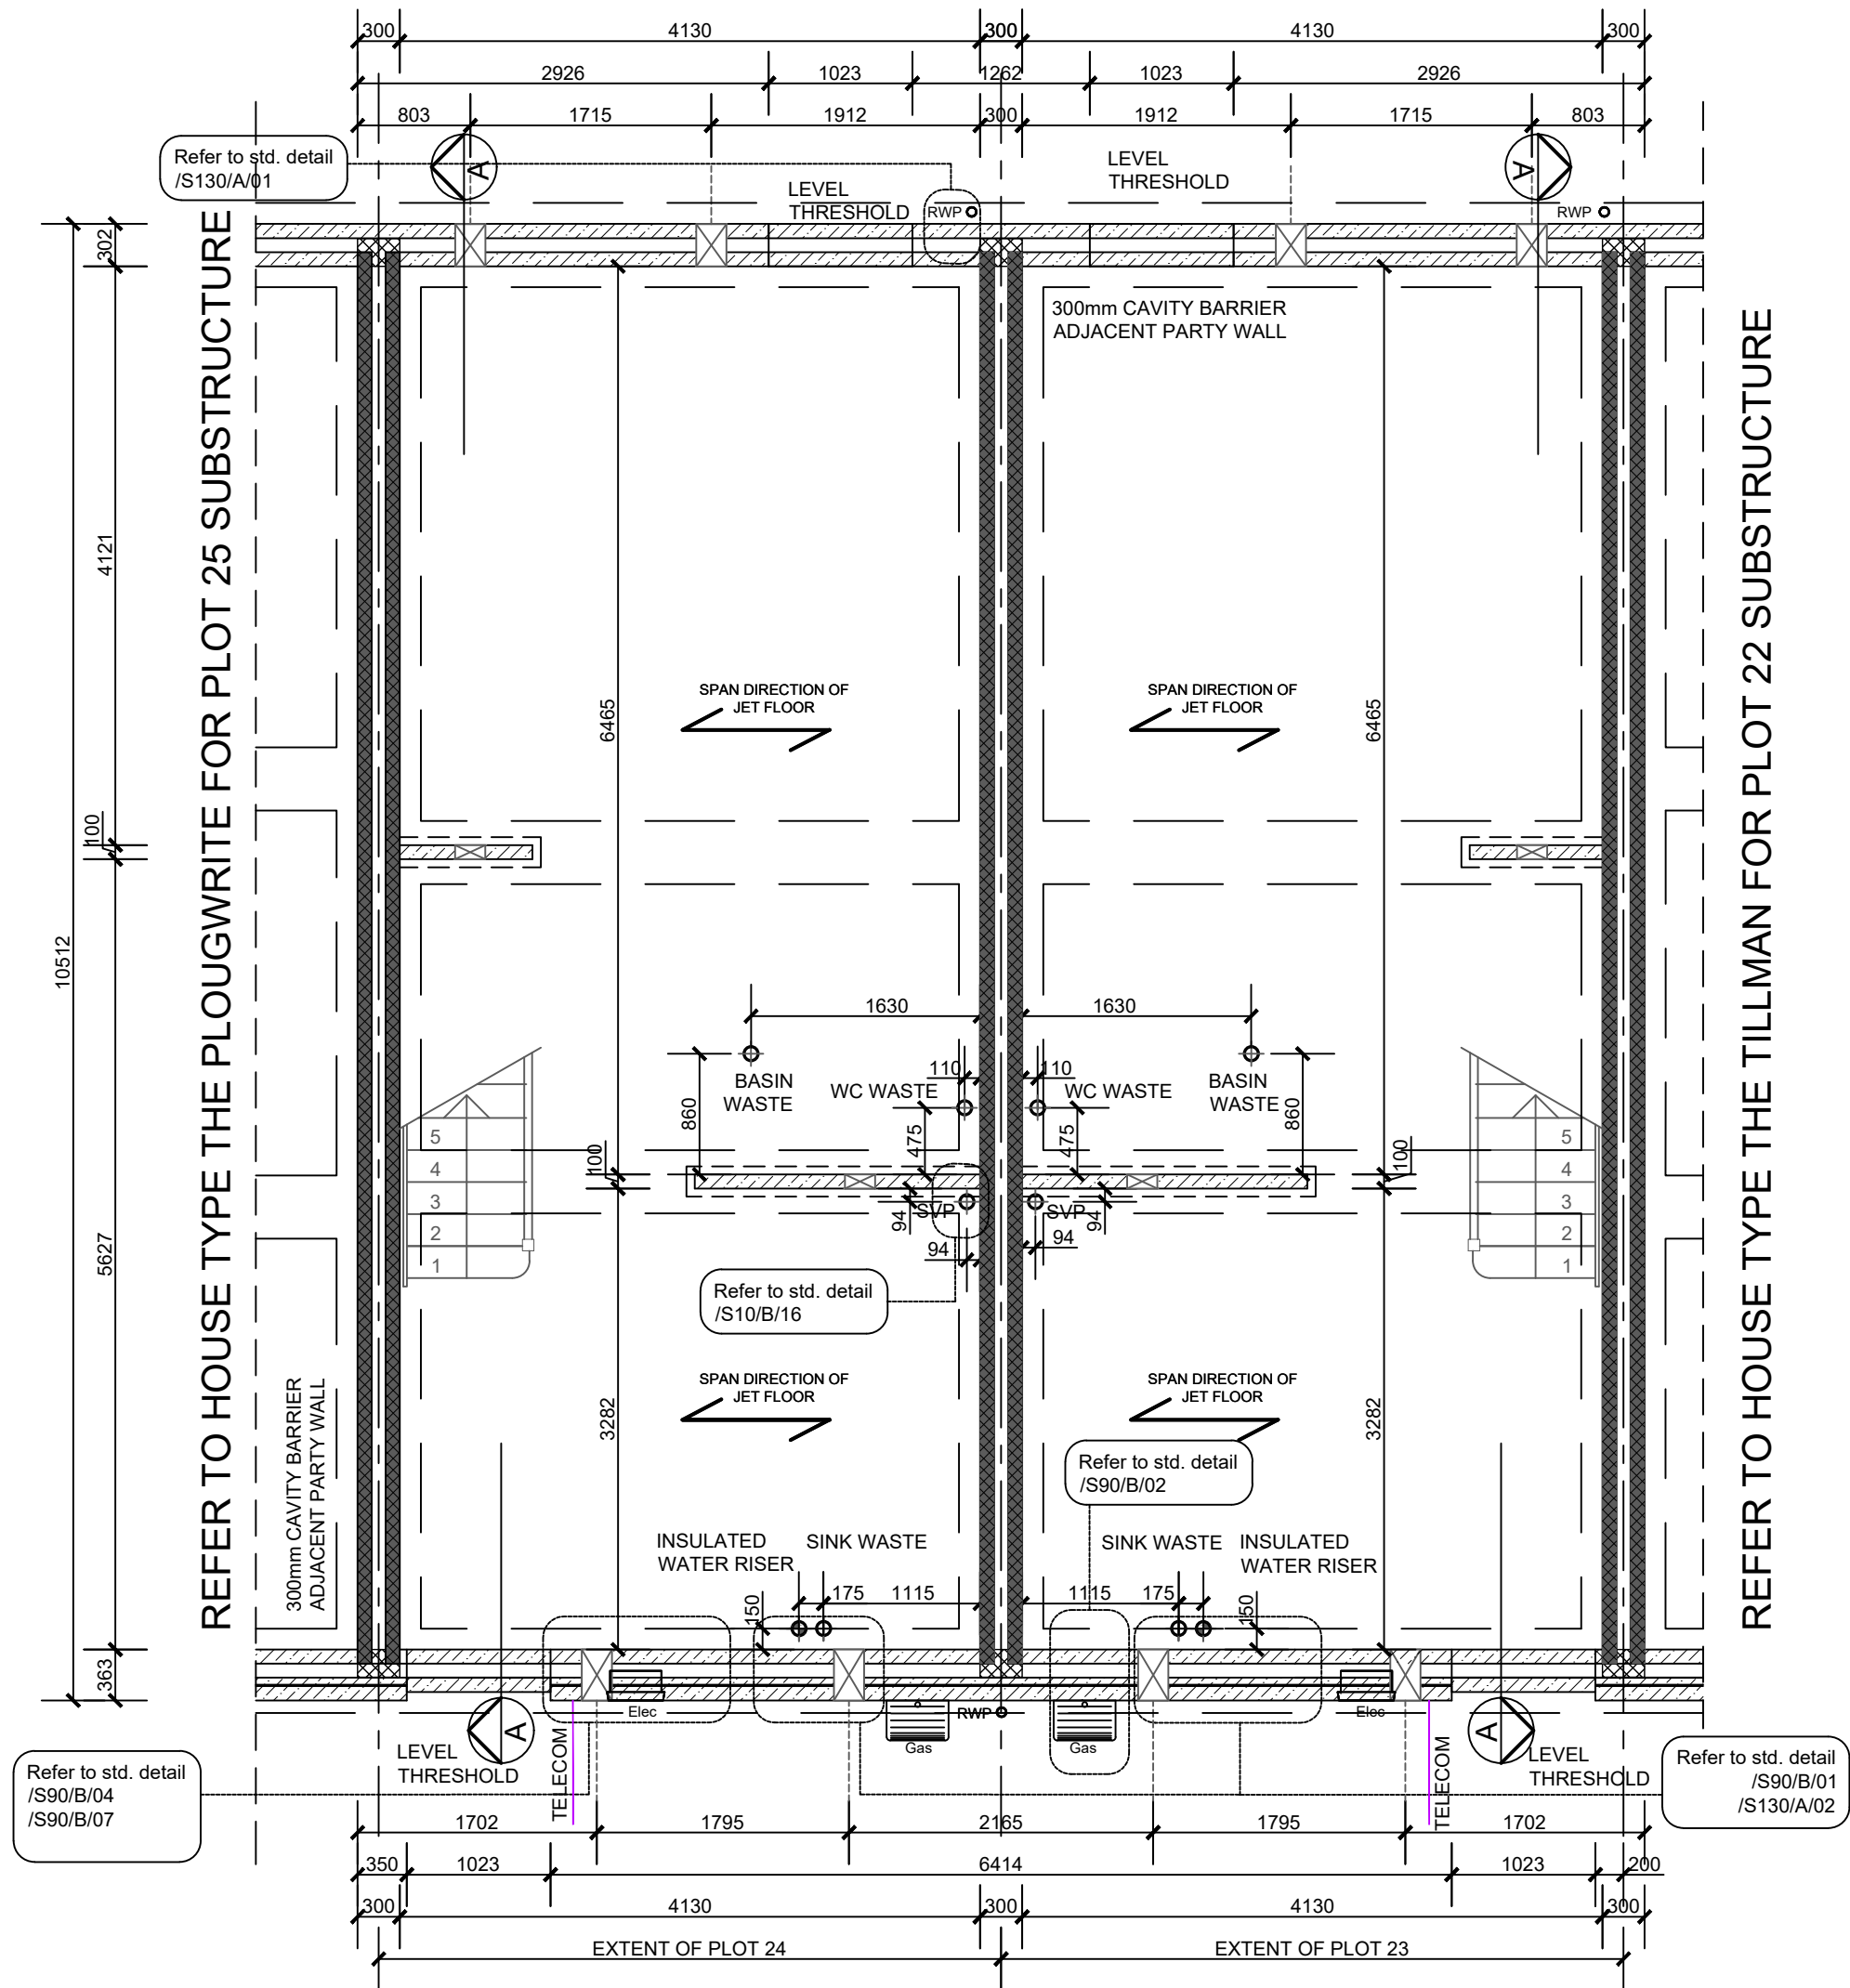 300 4130 300 4130 300
2926 1023 1262 1023 2926
803 1715 1912 300 1912 1715 803
Refer to std. detail
/S130/A/01
A
A
LEVEL
THRESHOLD
LEVEL
THRESHOLD
RWP
RWP
302
300mm CAVITY BARRIER
ADJACENT PARTY WALL
REFER TO HOUSE TYPE THE PLOUGWRITE FOR PLOT 25 SUBSTRUCTURE
REFER TO HOUSE TYPE THE TILLMAN FOR PLOT 22 SUBSTRUCTURE
4121
6465
6465
SPAN DIRECTION OF
JET FLOOR
SPAN DIRECTION OF
JET FLOOR
100
10512
1630
1630
110
110
BASIN
WASTE
WC WASTE
WC WASTE
BASIN
WASTE
860
475
475
860
5
4
3
2
1
5
4
3
2
1
100
100
94
SVP
SVP
94
94
94
5627
Refer to std. detail
/S10/B/16
SPAN DIRECTION OF
JET FLOOR
SPAN DIRECTION OF
JET FLOOR
3282
3282
300mm CAVITY BARRIER
ADJACENT PARTY WALL
Refer to std. detail
/S90/B/02
INSULATED
WATER RISER
SINK WASTE
SINK WASTE
INSULATED
WATER RISER
150
175 1115
1115 175
150
363
Elec
Gas
RWP
Gas
Elec
A
A
LEVEL
THRESHOLD
TELECOM
TELECOM
LEVEL
THRESHOLD
Refer to std. detail
/S90/B/04
/S90/B/07
Refer to std. detail
/S90/B/01
/S130/A/02
1702 1795 2165 1795 1702
350 1023 6414 1023 200
300 4130 300 4130 300
EXTENT OF PLOT 24
EXTENT OF PLOT 23